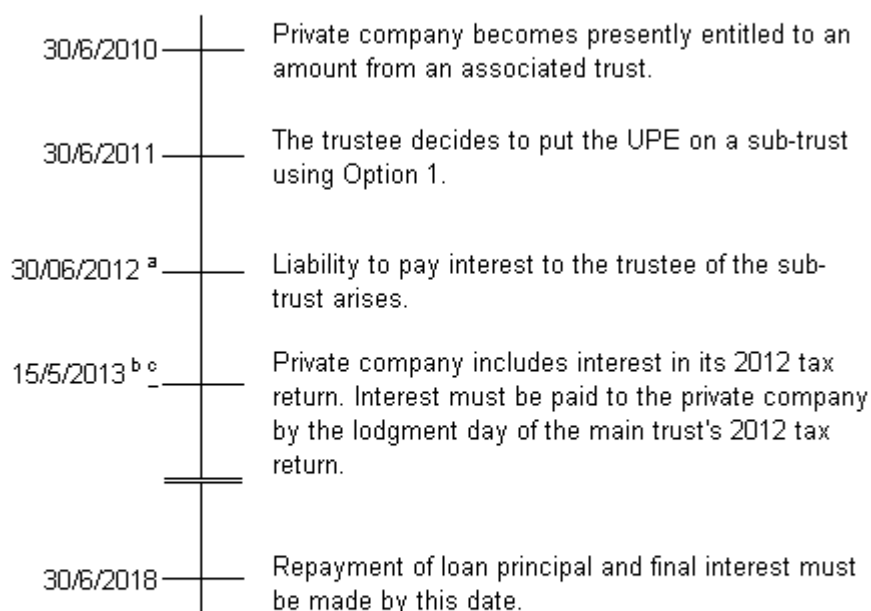 30/6/2010 Private company becomes presently entitled to an
amount from an associated trust.
30/6/2011 The trustee decides to put the UPE on a sub-trust
using Option 1.
30/06/2012 a Liability to pay interest to the trustee of the sub-
trust arises.
15/5/2013 b c Private company includes interest in its 2012 tax
return. Interest must be paid to the private company
by the lodgment day of the main trust's 2012 tax
return.
30/6/2018 Repayment of loan principal and final interest must
be made by this date.